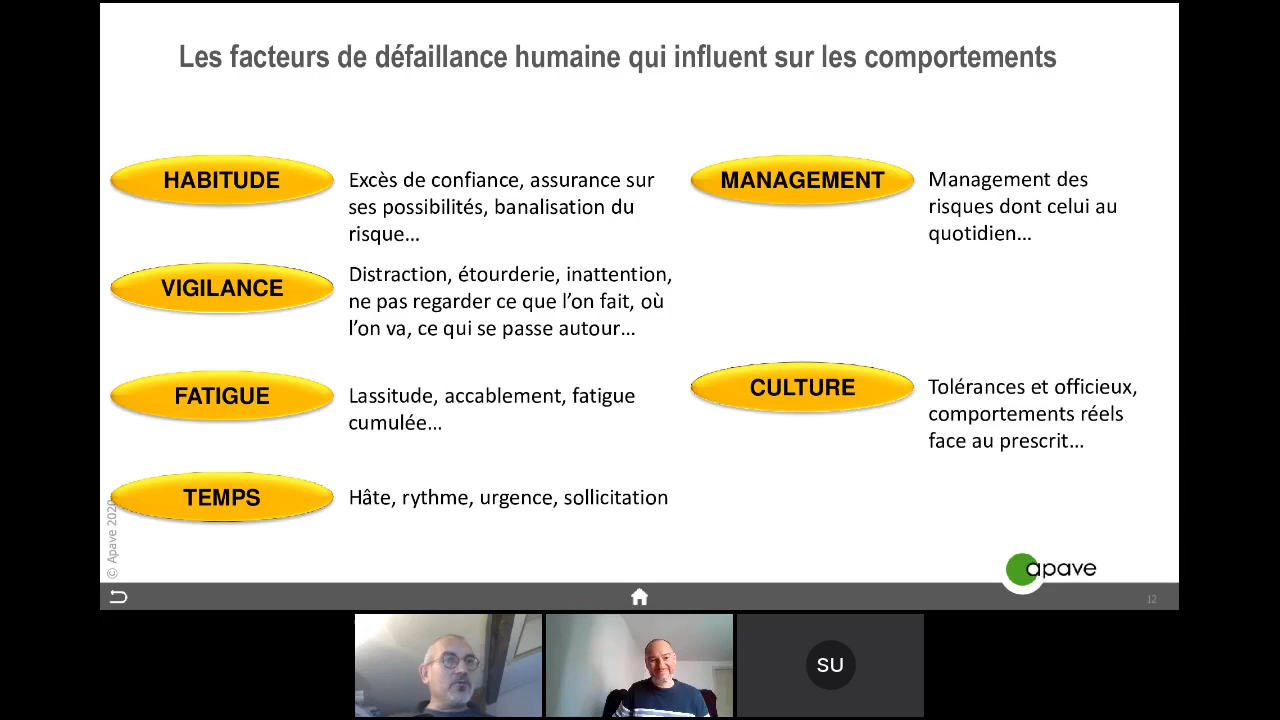 Les facteurs de défaillance humaine qui influent sur les comportements
HABITUDE
Excès de confiance, assurance sur
ses possibilités, banalisation du
risque...
VIGILANCE
Distraction, étourderie, inattention,
ne pas regarder ce que l'on fait, où
l'on va, ce qui se passe autour...
FATIGUE
Lassitude, accablement, fatigue
cumulée...
TEMPS
Hâte, rythme, urgence, sollicitation
MANAGEMENT
Management des
risques dont celui au
quotidien...
CULTURE
Tolérances et officieux,
comportements réels
face au prescrit...
© Apave 2020
apave
12
SU